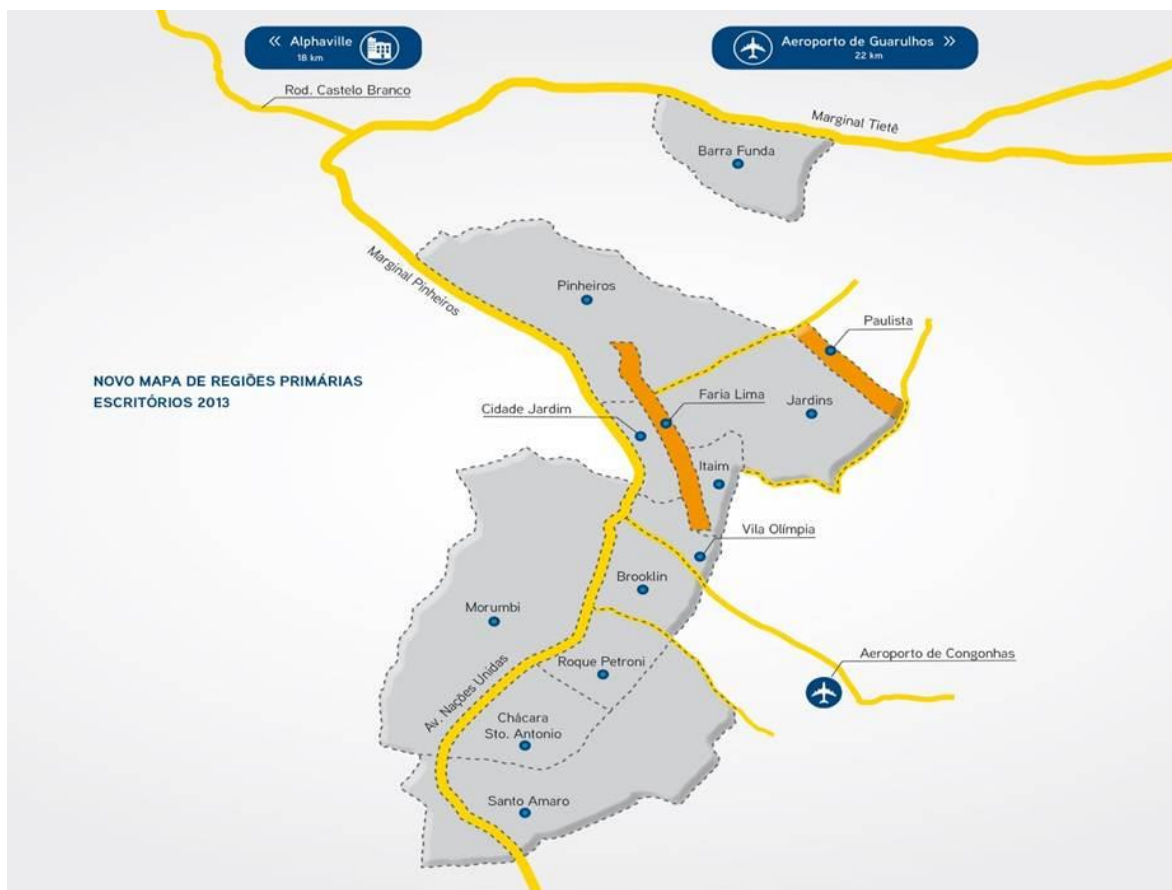 « Alphaville
18 km
Aeroporto de Guarulhos »
22 km
Rod. Castelo Branco
Marginal Tietê
Barra Funda
Marginal Pinheiros
Pinheiros
Paulista
NOVO MAPA DE REGIÕES PRIMÁRIAS
ESCRITÓRIOS 2013
Cidade Jardim
Faria Lima
Jardins
Itaim
Vila Olímpia
Brooklin
Morumbi
Aeroporto de Congonhas
Roque Petroni
Av. Nações Unidas
Chácara
Sto. Antonio
Santo Amaro